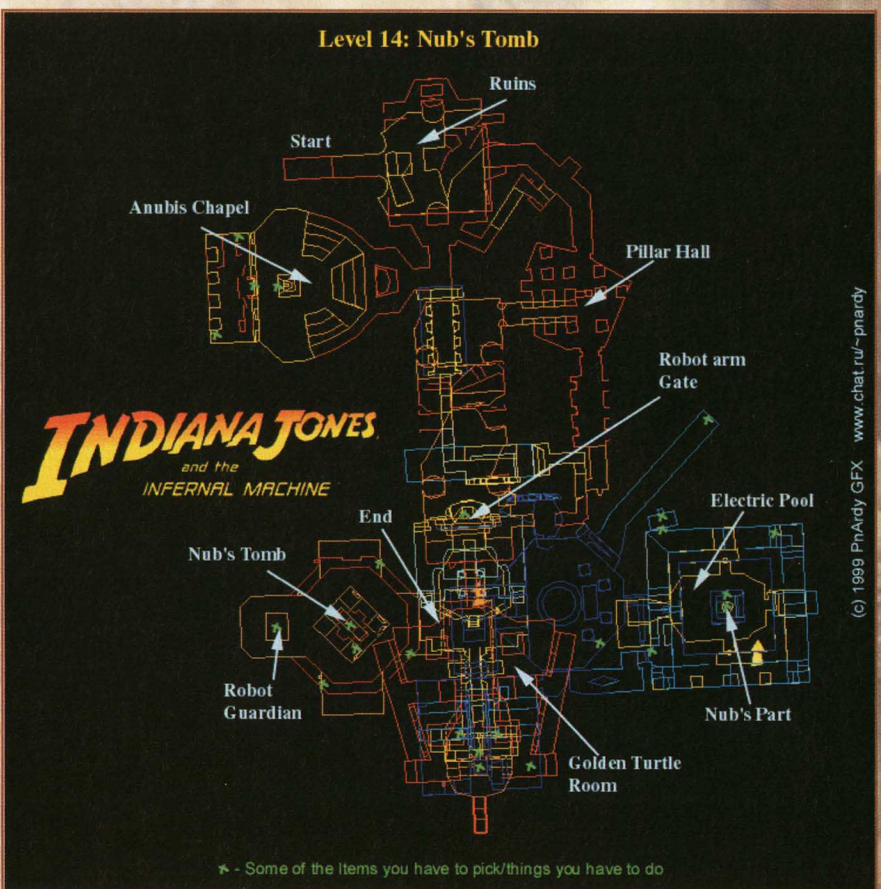 Level 14: Nub's Tomb
Ruins
Start
Anubis Chapel
Pillar Hall
Robot arm
Gate
INDIANA JONES
and the
INFERNAL MACHINE
End
Electric Pool
Nub's Tomb
Robot
Guardian
Nub's Part
Golden Turtle
Room
(c) 1999 PnArdy GFX www.chat.ru/~pnardy
- Some of the Items you have to pick/things you have to do